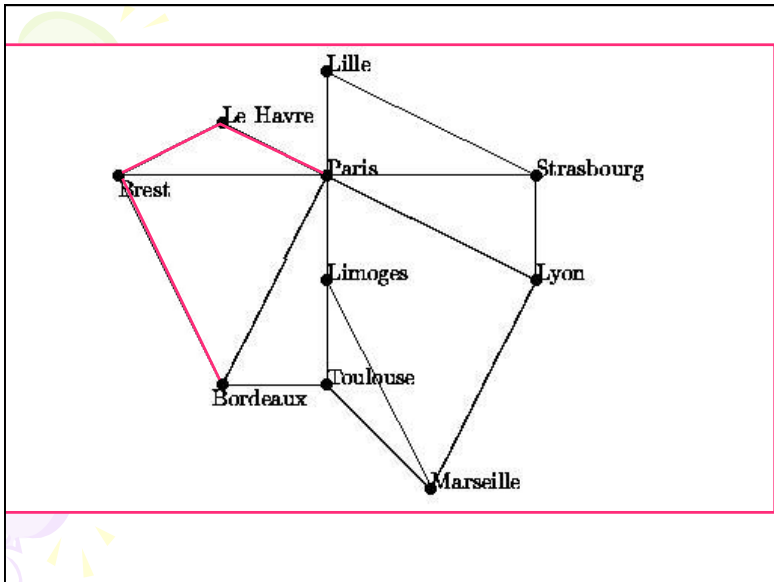 Lille
Le Havre
Paris
Strasbourg
Brest
Limoges
Lyon
Toulouse
Bordeaux
Marseille